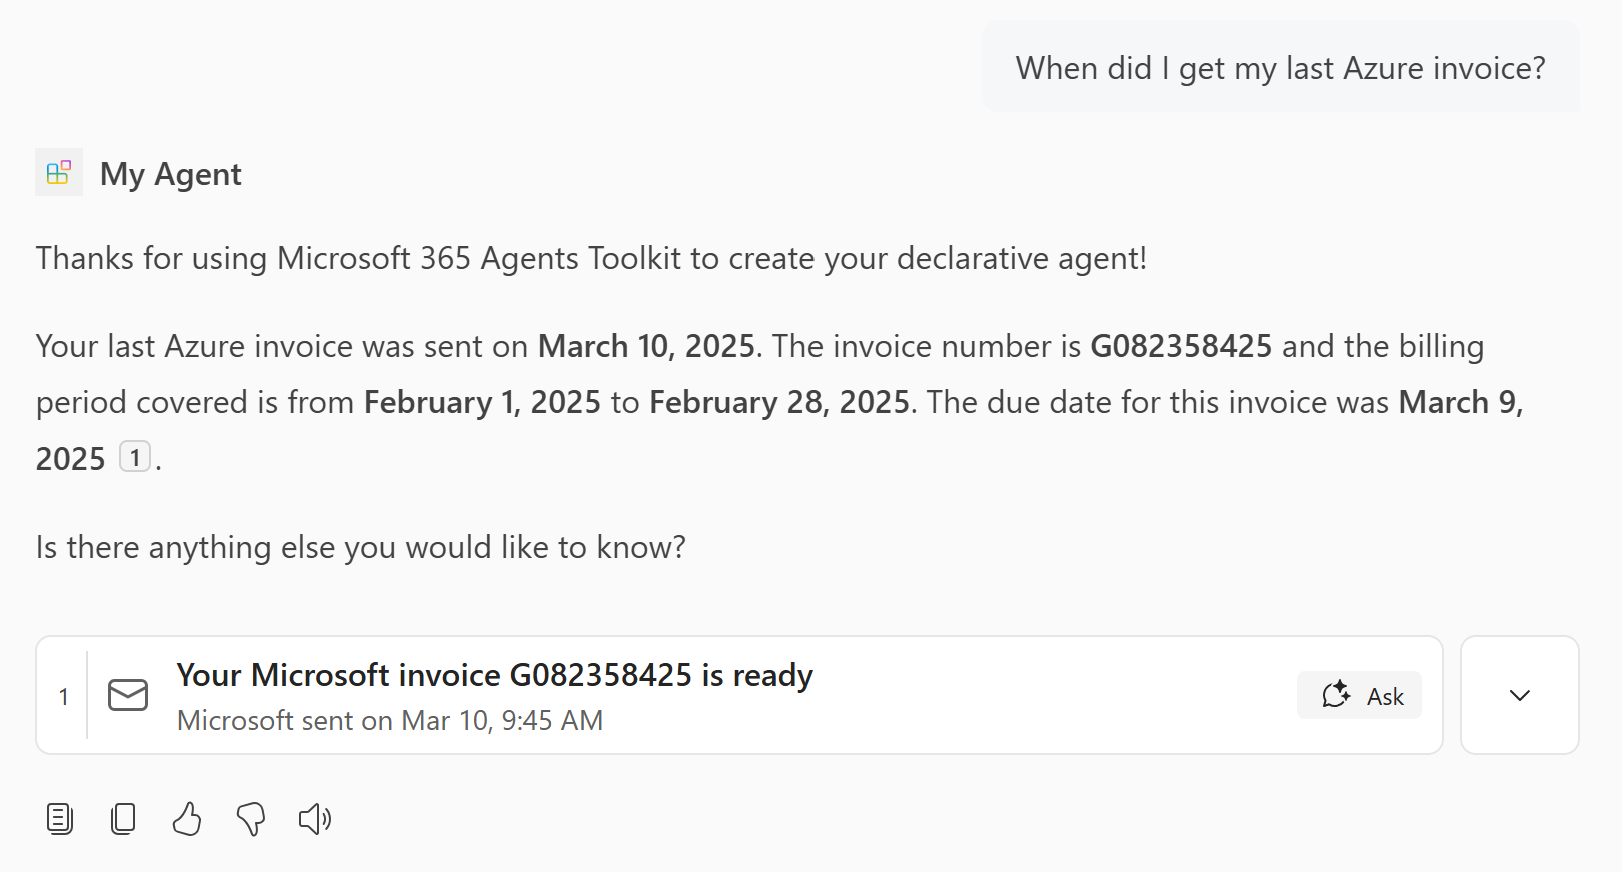 When did I get my last Azure invoice?
My Agent
Thanks for using Microsoft 365 Agents Toolkit to create your declarative agent!
Your last Azure invoice was sent on March 10, 2025. The invoice number is G082358425 and the billing
period covered is from February 1, 2025 to February 28, 2025. The due date for this invoice was March 9,
2025 1.
Is there anything else you would like to know?
1
Your Microsoft invoice G082358425 is ready
Microsoft sent on Mar 10, 9:45 AM
Ask